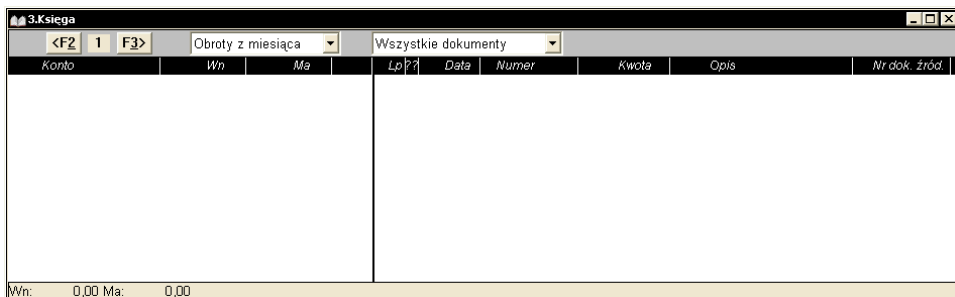 3.Księga
<F2 1 F3> Obroty z miesiąca Wszystkie dokumenty
Konto Wn Ma Lp ?? Data Numer Kwota Opis Nr dok. źród.
Wn: 0,00 Ma: 0,00